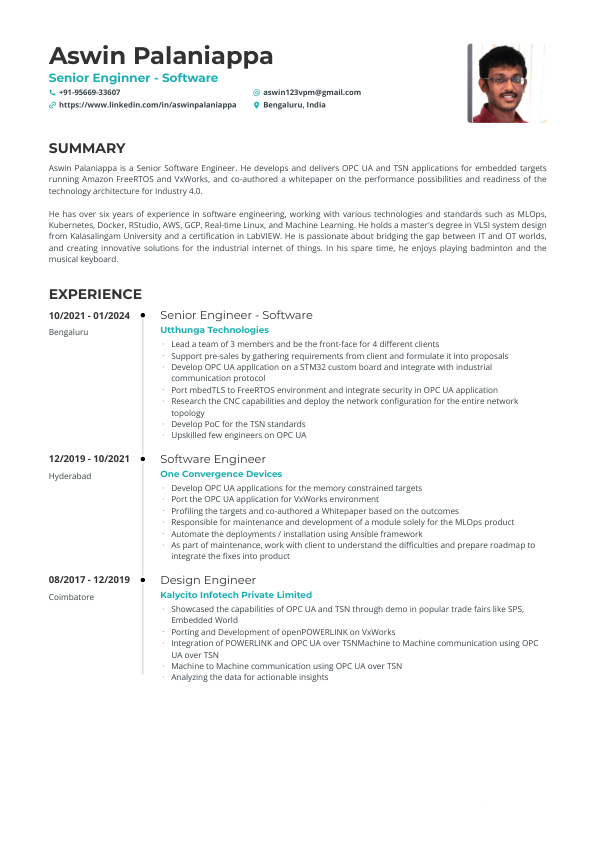 Aswin Palaniappa
Senior Enginner - Software
+91-95669-33607
aswin123vpm@gmail.com
https://www.linkedin.com/in/aswinpalaniappa
Bengaluru, India
SUMMARY
Aswin Palaniappa is a Senior Software Engineer. He develops and delivers OPC UA and TSN applications for embedded targets
running Amazon FreeRTOS and VxWorks, and co-authored a whitepaper on the performance possibilities and readiness of the
technology architecture for Industry 4.0.
He has over six years of experience in software engineering, working with various technologies and standards such as MLOps,
Kubernetes, Docker, RStudio, AWS, GCP, Real-time Linux, and Machine Learning. He holds a master's degree in VLSI system design
from Kalasalingam University and a certification in LabVIEW. He is passionate about bridging the gap between IT and OT worlds,
and creating innovative solutions for the industrial internet of things. In his spare time, he enjoys playing badminton and the
musical keyboard.
EXPERIENCE
10/2021 - 01/2024
Bengaluru
Senior Engineer - Software
Utthunga Technologies
· Lead a team of 3 members and be the front-face for 4 different clients
· Support pre-sales by gathering requirements from client and formulate it into proposals
· Develop OPC UA application on a STM32 custom board and integrate with industrial
communication protocol
· Port mbedTLS to FreeRTOS environment and integrate security in OPC UA application
· Research the CNC capabilities and deploy the network configuration for the entire network
topology
· Develop PoC for the TSN standards
· Upskilled few engineers on OPC UA
12/2019 - 10/2021
Hyderabad
Software Engineer
One Convergence Devices
· Develop OPC UA applications for the memory constrained targets
· Port the OPC UA application for VxWorks environment
· Profiling the targets and co-authored a Whitepaper based on the outcomes
· Responsible for maintenance and development of a module solely for the MLOps product
· Automate the deployments / installation using Ansible framework
· As part of maintenance, work with client to understand the difficulties and prepare roadmap to
integrate the fixes into product
08/2017 - 12/2019
Coimbatore
Design Engineer
Kalycito Infotech Private Limited
· Showcased the capabilities of OPC UA and TSN through demo in popular trade fairs like SPS,
Embedded World
· Porting and Development of openPOWERLINK on VxWorks
· Integration of POWERLINK and OPC UA over TSNMachine to Machine communication using OPC
UA over TSN
· Machine to Machine communication using OPC UA over TSN
· Analyzing the data for actionable insights